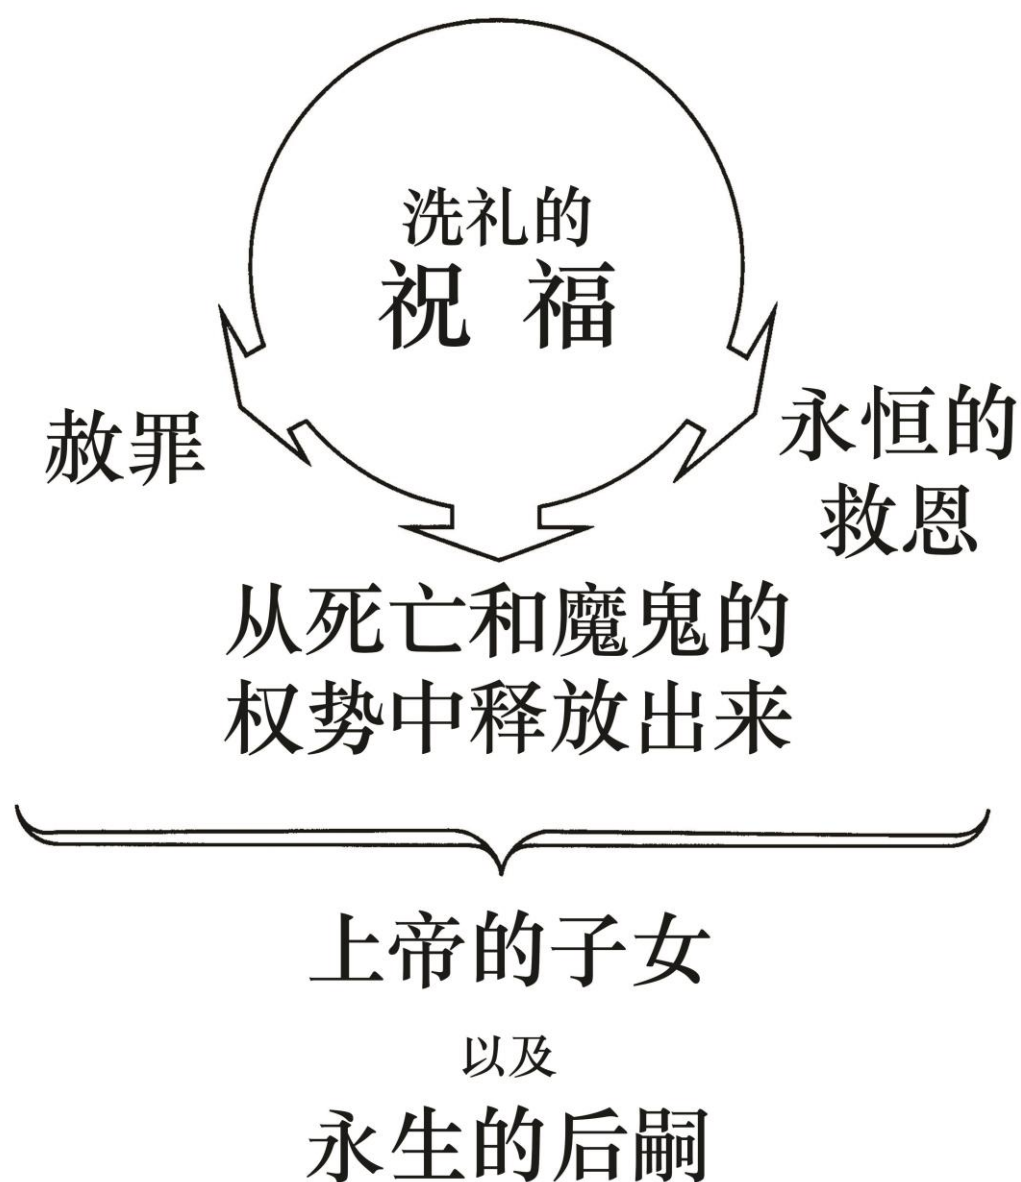 洗礼的
祝 福
赦罪
永恒的
救恩
从死亡和魔鬼的
权势中释放出来
上帝的子女
以及
永生的后嗣